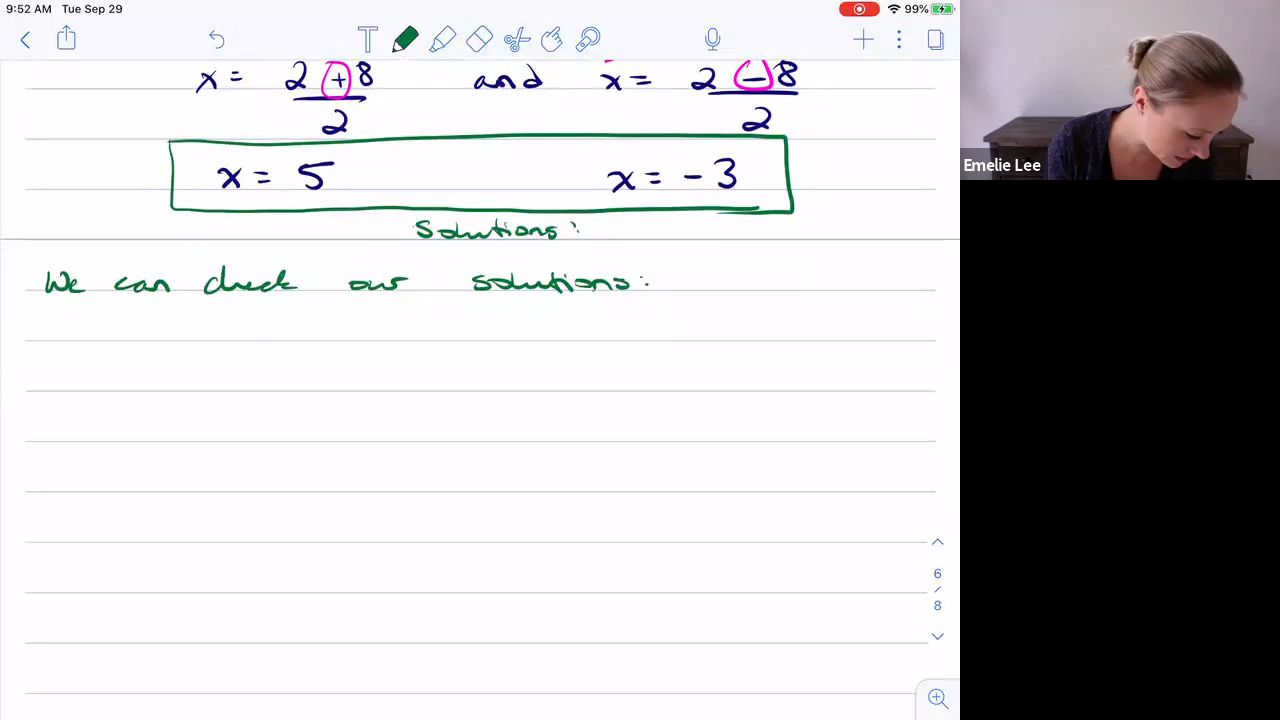 9:52 AM Tue Sep 29
99%
T
x = 2 + 8 and x = 2 − 8
2 2
x = 5 x = − 3
Solutions:
We can check our solutions:
Emelie Lee
6
/
8